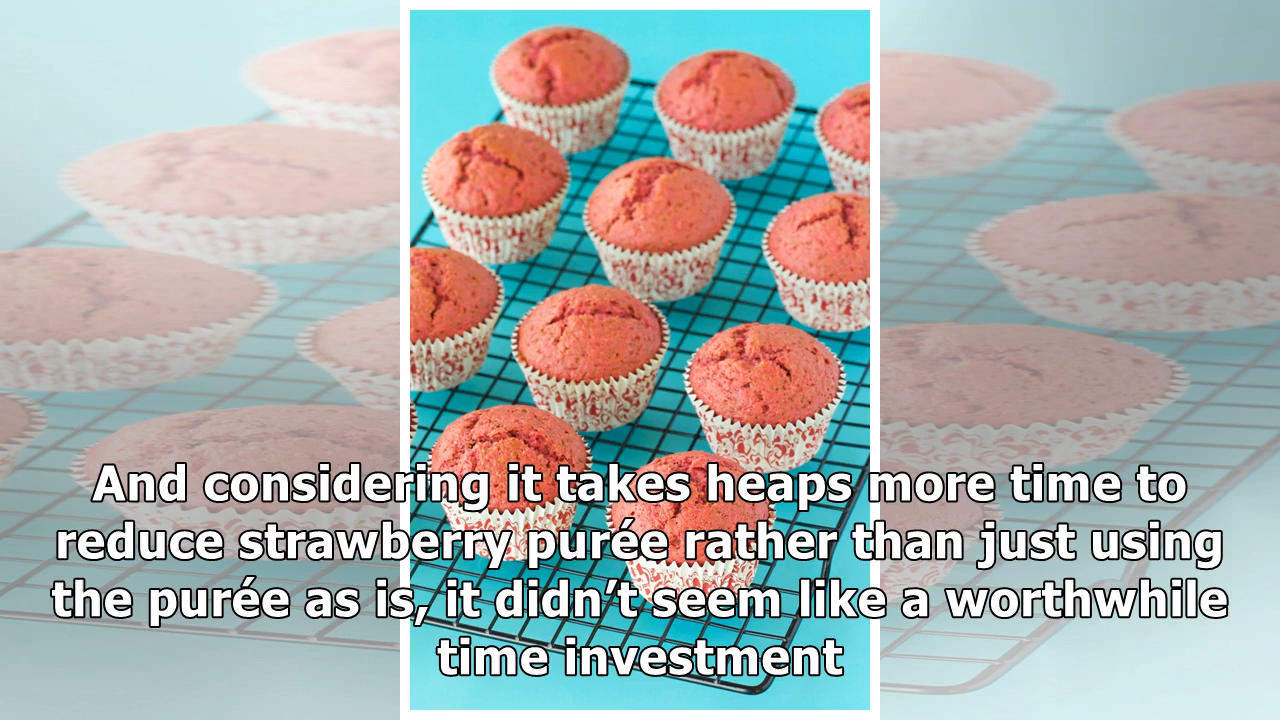 And considering it takes heaps more time to
reduce strawberry purée rather than just using
the purée as is, it didn’t seem like a worthwhile
time investment